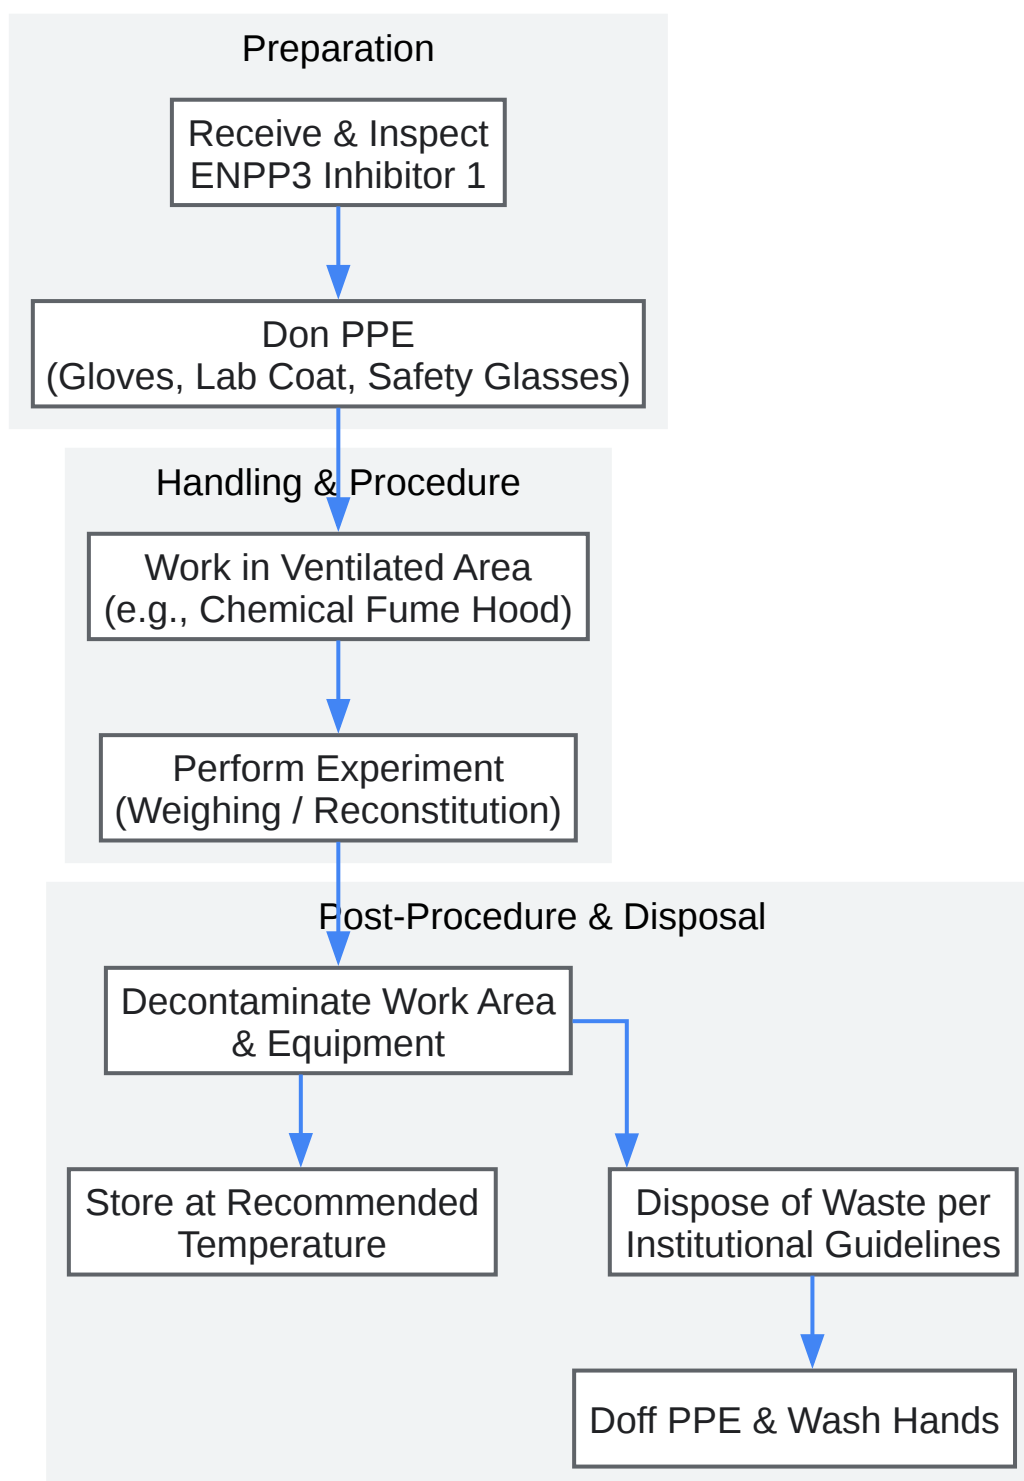 Preparation
Receive & Inspect
ENPP3 Inhibitor 1
Don PPE
(Gloves, Lab Coat, Safety Glasses)
Handling & Procedure
Work in Ventilated Area
(e.g., Chemical Fume Hood)
Perform Experiment
(Weighing / Reconstitution)
Post-Procedure & Disposal
Decontaminate Work Area
& Equipment
Store at Recommended
Temperature
Dispose of Waste per
Institutional Guidelines
Doff PPE & Wash Hands